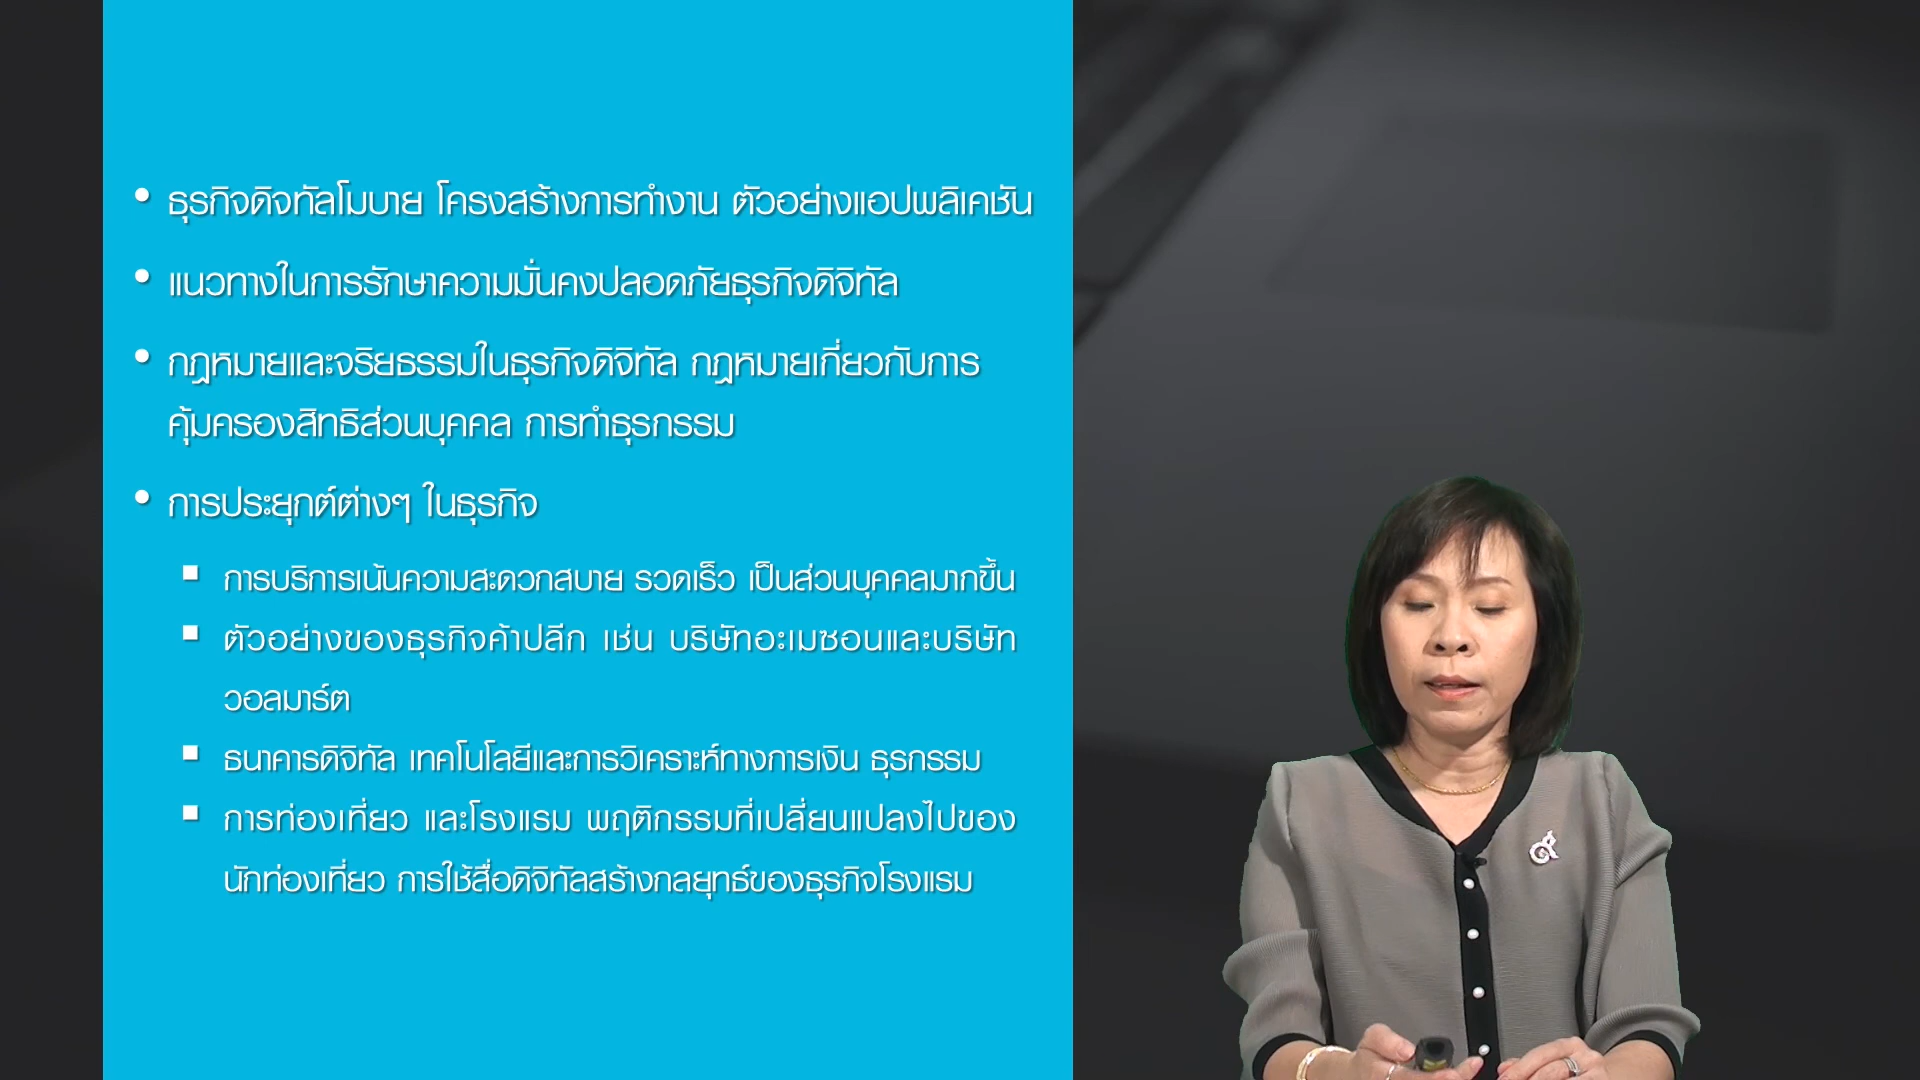 • ธุรกิจดิจทัลโมบาย โครงสร้างการทำงาน ตัวอย่างแอปพลิเคชัน
• แนวทางในการรักษาความมั่นคงปลอดภัยธุรกิจดิจิทัล
• กฎหมายและจริยธรรมในธุรกิจดิจิทัล กฎหมายเกี่ยวกับการ
คุ้มครองสิทธิส่วนบุคคล การทำธุรกรรม
• การประยุกต์ต่างๆ ในธุรกิจ
▪ การบริการเน้นความสะดวกสบาย รวดเร็ว เป็นส่วนบุคคลมากขึ้น
▪ ตัวอย่างของธุรกิจค้าปลีก เช่น บริษัทอะเมซอนและบริษัท
วอลมาร์ต
▪ ธนาคารดิจิทัล เทคโนโลยีและการวิเคราะห์ทางการเงิน ธุรกรรม
▪ การท่องเที่ยว และโรงแรม พฤติกรรมที่เปลี่ยนแปลงไปของ
นักท่องเที่ยว การใช้สื่อดิจิทัลสร้างกลยุทธ์ของธุรกิจโรงแรม